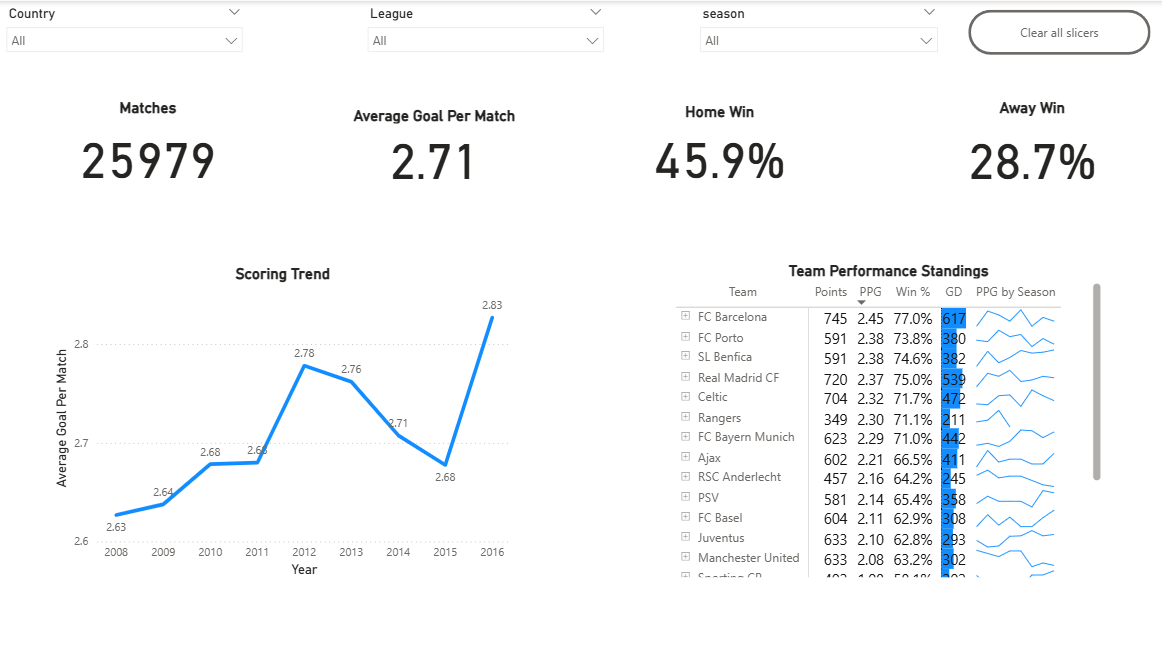 Country League season
All All All Clear all slicers
Matches Average Goal Per Match Home Win Away Win
25979 2.71 45.9% 28.7%
Scoring Trend
Average Goal Per Match
2.8
2.7
2.6
2.63 2.64 2.68 2.68 2.78 2.76 2.71 2.68 2.83
2008 2009 2010 2011 2012 2013 2014 2015 2016
Year
Team Performance Standings
Team Points PPG Win % GD PPG by Season
FC Barcelona 745 2.45 77.0% 617
FC Porto 591 2.38 73.8% 380
SL Benfica 591 2.38 74.6% 382
Real Madrid CF 720 2.37 75.0% 539
Celtic 704 2.32 71.7% 472
Rangers 349 2.30 71.1% 211
FC Bayern Munich 623 2.29 71.0% 442
Ajax 602 2.21 66.5% 411
RSC Anderlecht 457 2.16 64.2% 245
PSV 581 2.14 65.4% 358
FC Basel 604 2.11 62.9% 308
Juventus 633 2.10 62.8% 293
Manchester United 633 2.08 63.2% 302
Sporting CP